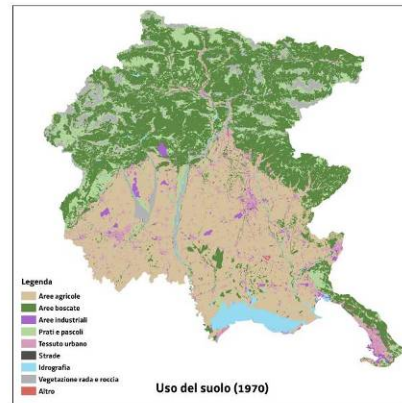 Legenda
Aree agricole
Aree boscate
Aree industriali
Prati e pascoli
Tessuto urbano
Strade
Idrografia
Vegetazione rada e roccia
Altro
Uso del suolo (1970)